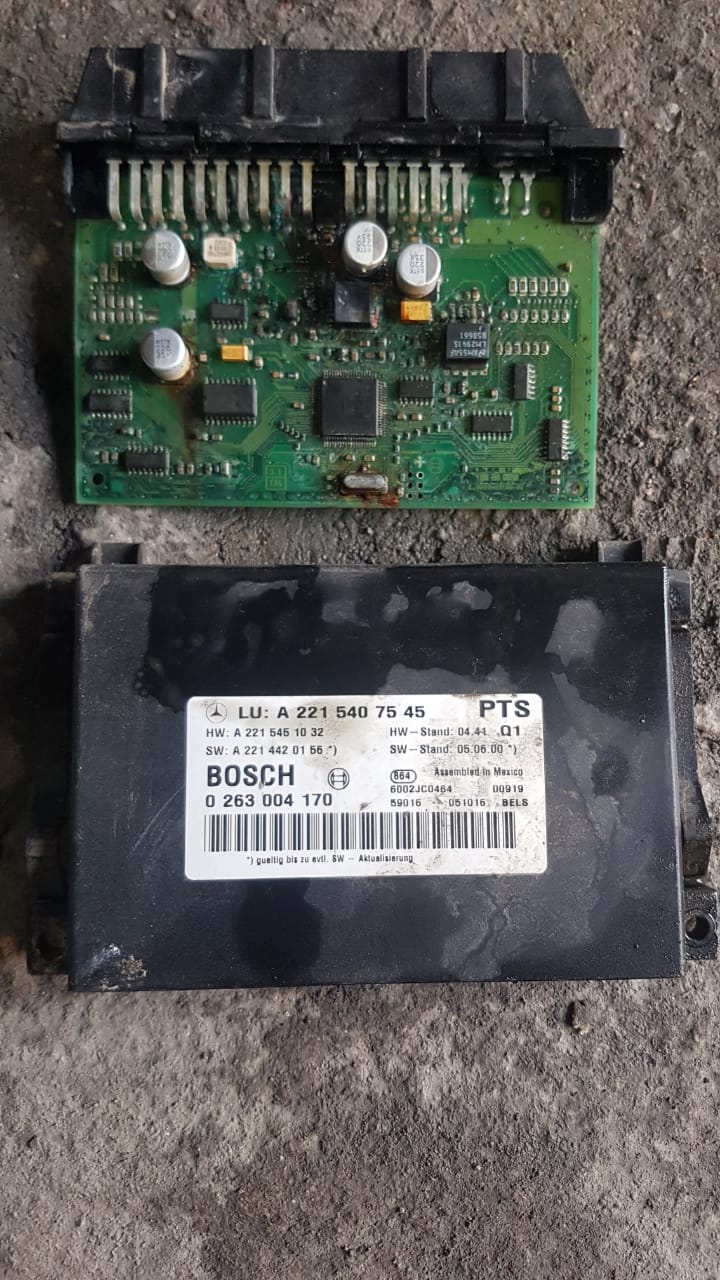 LM2941S
LU: A 221 540 75 45 PTS
HW: A 221 545 10 32 HW-Stand: 04.41 Q1
SW: A 221 442 01 56 *) SW-Stand: 05.06.00 *)
BOSCH 864 Assembled in Mexico
0 263 004 170 6002JC0464 00919
59016 051016 BELS
*) gueltig bis zu evtl. SW - Aktualisierung